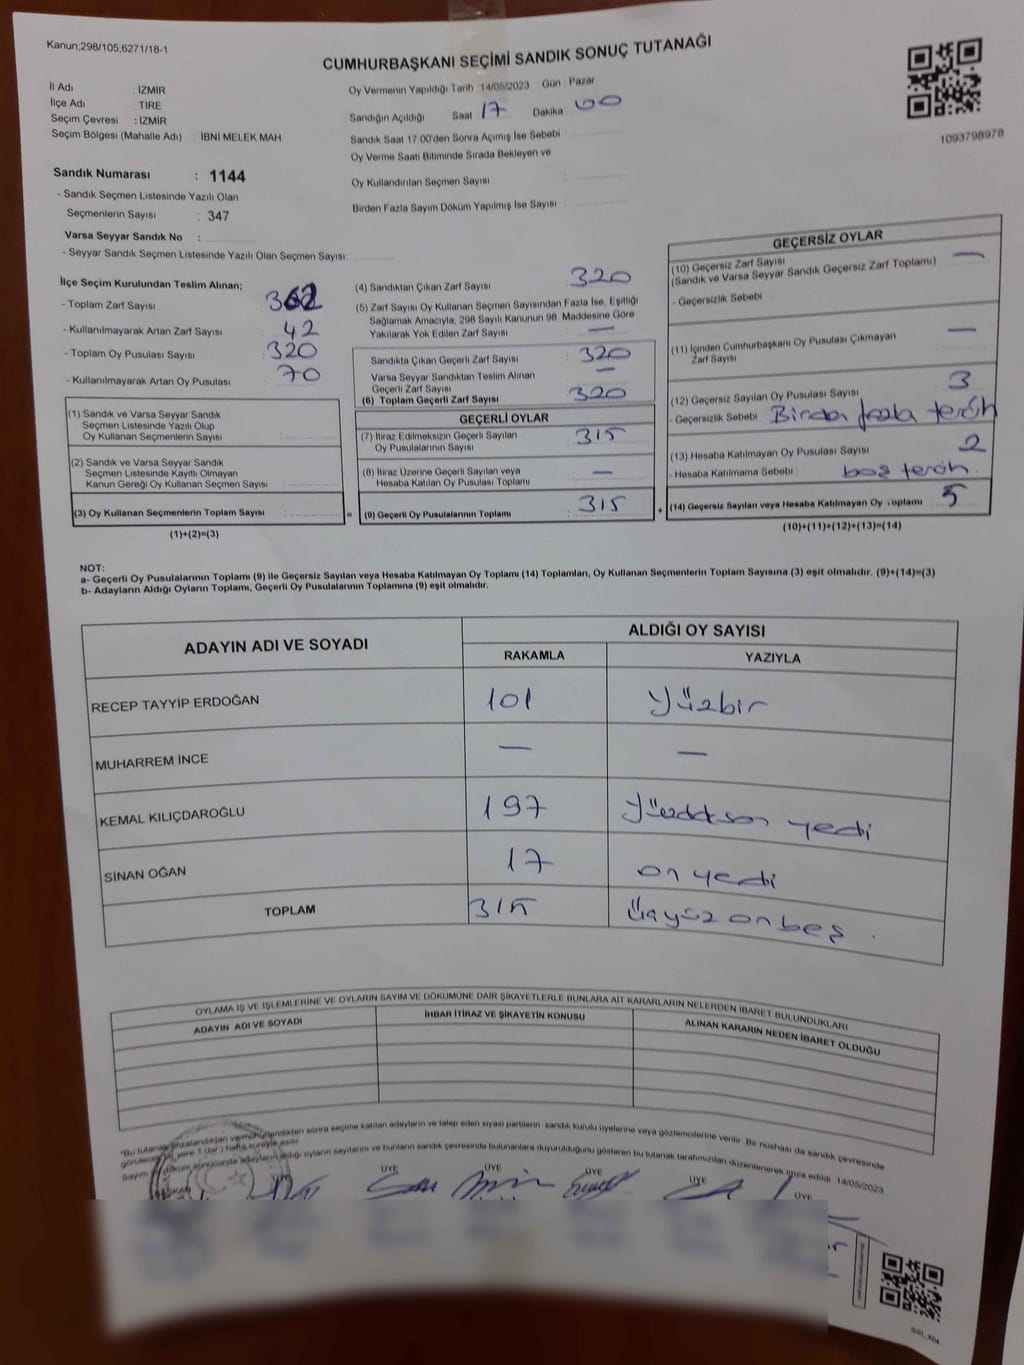 Kanun;298/105,6271/18-1
CUMHURBAŞKANI SEÇİMİ SANDIK SONUÇ TUTANAĞI
İl Adı : İZMİR
İlçe Adı : TİRE
Seçim Çevresi : İZMİR
Seçim Bölgesi (Mahalle Adı) : İBNİ MELEK MAH
Oy Vermenin Yapıldığı Tarih 14/05/2023 Gün : Pazar
Sandığın Açıldığı Saat 17 Dakika 00
Sandık Saat 17:00'den Sonra Açımış İse Sebebi :
Oy Verme Saati Bitiminde Sırada Bekleyen ve
Oy Kullandırılan Seçmen Sayısı :
Birden Fazla Sayım Döküm Yapılmış İse Sayısı :
1093798978
Sandık Numarası : 1144
- Sandık Seçmen Listesinde Yazılı Olan
Seçmenlerin Sayısı : 347
Varsa Seyyar Sandık No :
- Seyyar Sandık Seçmen Listesinde Yazılı Olan Seçmen Sayısı:
İlçe Seçim Kurulundan Teslim Alınan;
- Toplam Zarf Sayısı : 362
- Kullanılmayarak Artan Zarf Sayısı : 42
- Toplam Oy Pusulası Sayısı : 320
- Kullanılmayarak Artan Oy Pusulası : 70
(1) Sandık ve Varsa Seyyar Sandık
Seçmen Listesinde Yazılı Olup
Oy Kullanan Seçmenlerin Sayısı :
(2) Sandık ve Varsa Seyyar Sandık
Seçmen Listesinde Kayıtlı Olmayan
Kanun Gereği Oy Kullanan Seçmen Sayısı :
(3) Oy Kullanan Seçmenlerin Toplam Sayısı :
(1)+(2)=(3)
(4) Sandıktan Çıkan Zarf Sayısı : 320
(5) Zarf Sayısı Oy Kullanan Seçmen Sayısından Fazla İse, Eşitliği
Sağlamak Amacıyla, 298 Sayılı Kanunun 98. Maddesine Göre
Yakılarak Yok Edilen Zarf Sayısı : —
Sandıkta Çıkan Geçerli Zarf Sayısı : 320
Varsa Seyyar Sandıktan Teslim Alınan
Geçerli Zarf Sayısı : —
(6) Toplam Geçerli Zarf Sayısı : 320
GEÇERLİ OYLAR
(7) İtiraz Edilmeksizin Geçerli Sayılan
Oy Pusulalarının Sayısı : 315
(8) İtiraz Üzerine Geçerli Sayılan veya
Hesaba Katılan Oy Pusulası Toplamı : —
= (9) Geçerli Oy Pusulalarının Toplamı : 315
GEÇERSİZ OYLAR
(10) Geçersiz Zarf Sayısı : —
(Sandık ve Varsa Seyyar Sandık Geçersiz Zarf Toplamı)
- Geçersizlik Sebebi :
(11) İçinden Cumhurbaşkanı Oy Pusulası Çıkmayan
Zarf Sayısı : —
(12) Geçersiz Sayılan Oy Pusulası Sayısı : 3
- Geçersizlik Sebebi : Birden fazla tercih
(13) Hesaba Katılmayan Oy Pusulası Sayısı : 2
- Hesaba Katılmama Sebebi : boş tercih.
+ (14) Geçersiz Sayılan veya Hesaba Katılmayan Oy Toplamı : 5
(10)+(11)+(12)+(13)=(14)
NOT:
a- Geçerli Oy Pusulalarının Toplamı (9) ile Geçersiz Sayılan veya Hesaba Katılmayan Oy Toplamı (14) Toplamları, Oy Kullanan Seçmenlerin Toplam Sayısına (3) eşit olmalıdır. (9)+(14)=(3)
b- Adayların Aldığı Oyların Toplamı, Geçerli Oy Pusulalarının Toplamına (9) eşit olmalıdır.
ADAYIN ADI VE SOYADI ALDIĞI OY SAYISI
RAKAMLA YAZIYLA
RECEP TAYYİP ERDOĞAN 101 yüzbir
MUHARREM İNCE — —
KEMAL KILIÇDAROĞLU 197 yüzdoksan yedi
SİNAN OĞAN 17 on yedi
TOPLAM 315 üçyüz on beş.
OYLAMA İŞ VE İŞLEMLERİNE VE OYLARIN SAYIM VE DÖKÜMÜNE DAİR ŞİKAYETLERLE BUNLARA AİT KARARLARIN NELERDEN İBARET BULUNDUKLARI
ADAYIN ADI VE SOYADI İHBAR İTİRAZ VE ŞİKAYETİN KONUSU ALINAN KARARIN NEDEN İBARET OLDUĞU
"Bu tutanak imzalandıktan ve mühürlendikten sonra seçime katılan adayların ve talep eden siyasi partilerin sandık kurulu üyelerine veya gözlemcilerine verilir. Bir nüshası da sandık çevresinde
görülecek bir yere 1 (bir) hafta süreyle asılır
Sayım ve döküm sonucunda adayların aldığı oyların sayılarını ve bunların sandık çevresinde bulunanlara duyurulduğunu gösteren bu tutanak tarafımızdan düzenlenerek imza edildi. 14/05/2023
BAŞKAN ÜYE ÜYE ÜYE ÜYE ÜYE